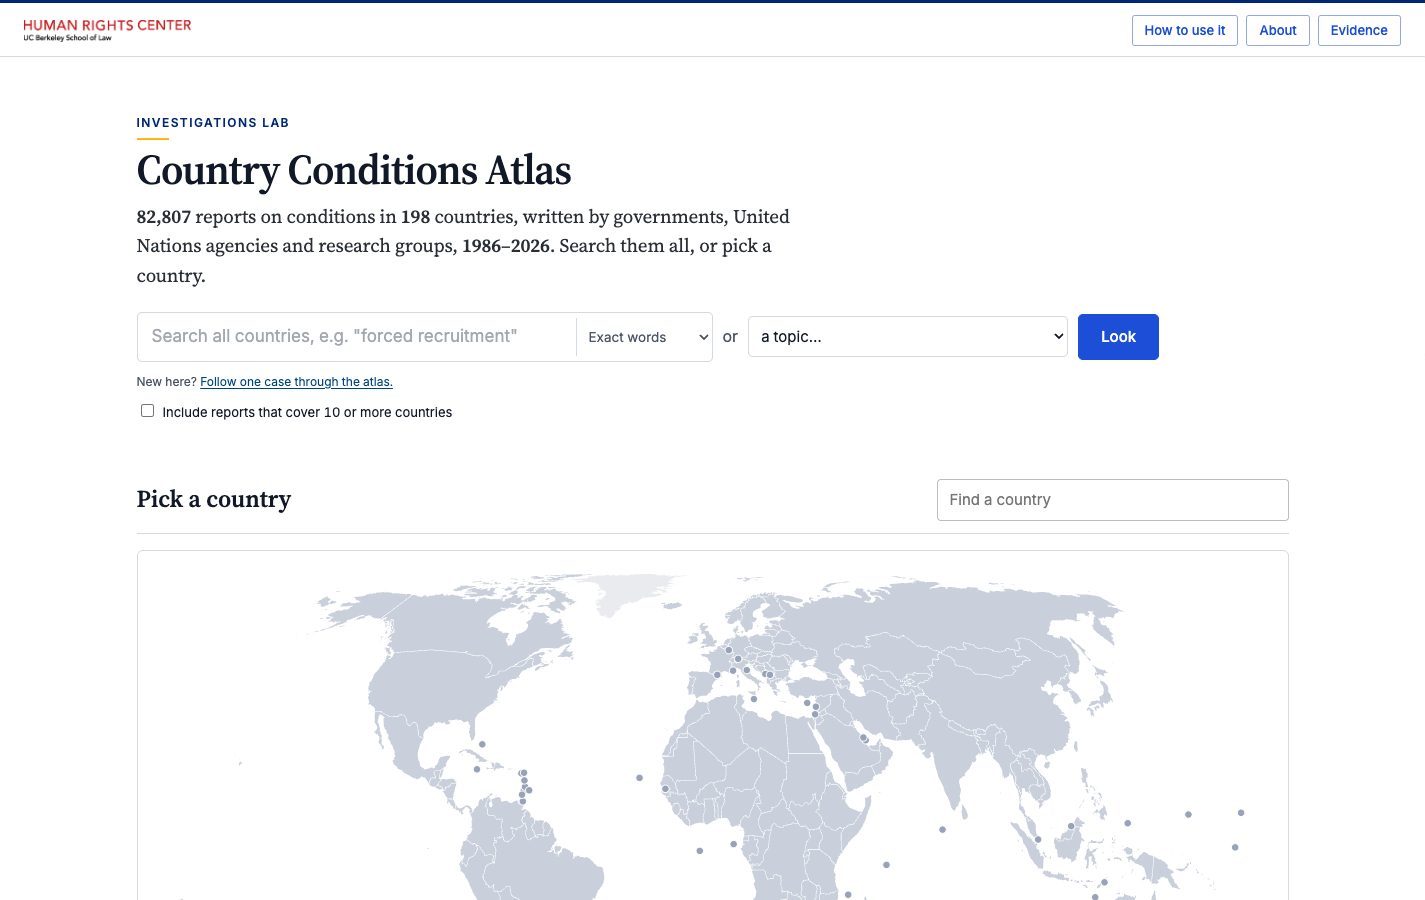 HUMAN RIGHTS CENTER
UC Berkeley School of Law
How to use it
About
Evidence
INVESTIGATIONS LAB
Country Conditions Atlas
82,807 reports on conditions in 198 countries, written by governments, United
Nations agencies and research groups, 1986–2026. Search them all, or pick a
country.
Search all countries, e.g. "forced recruitment"
Exact words
or
a topic...
Look
New here? Follow one case through the atlas.
Include reports that cover 10 or more countries
Pick a country
Find a country